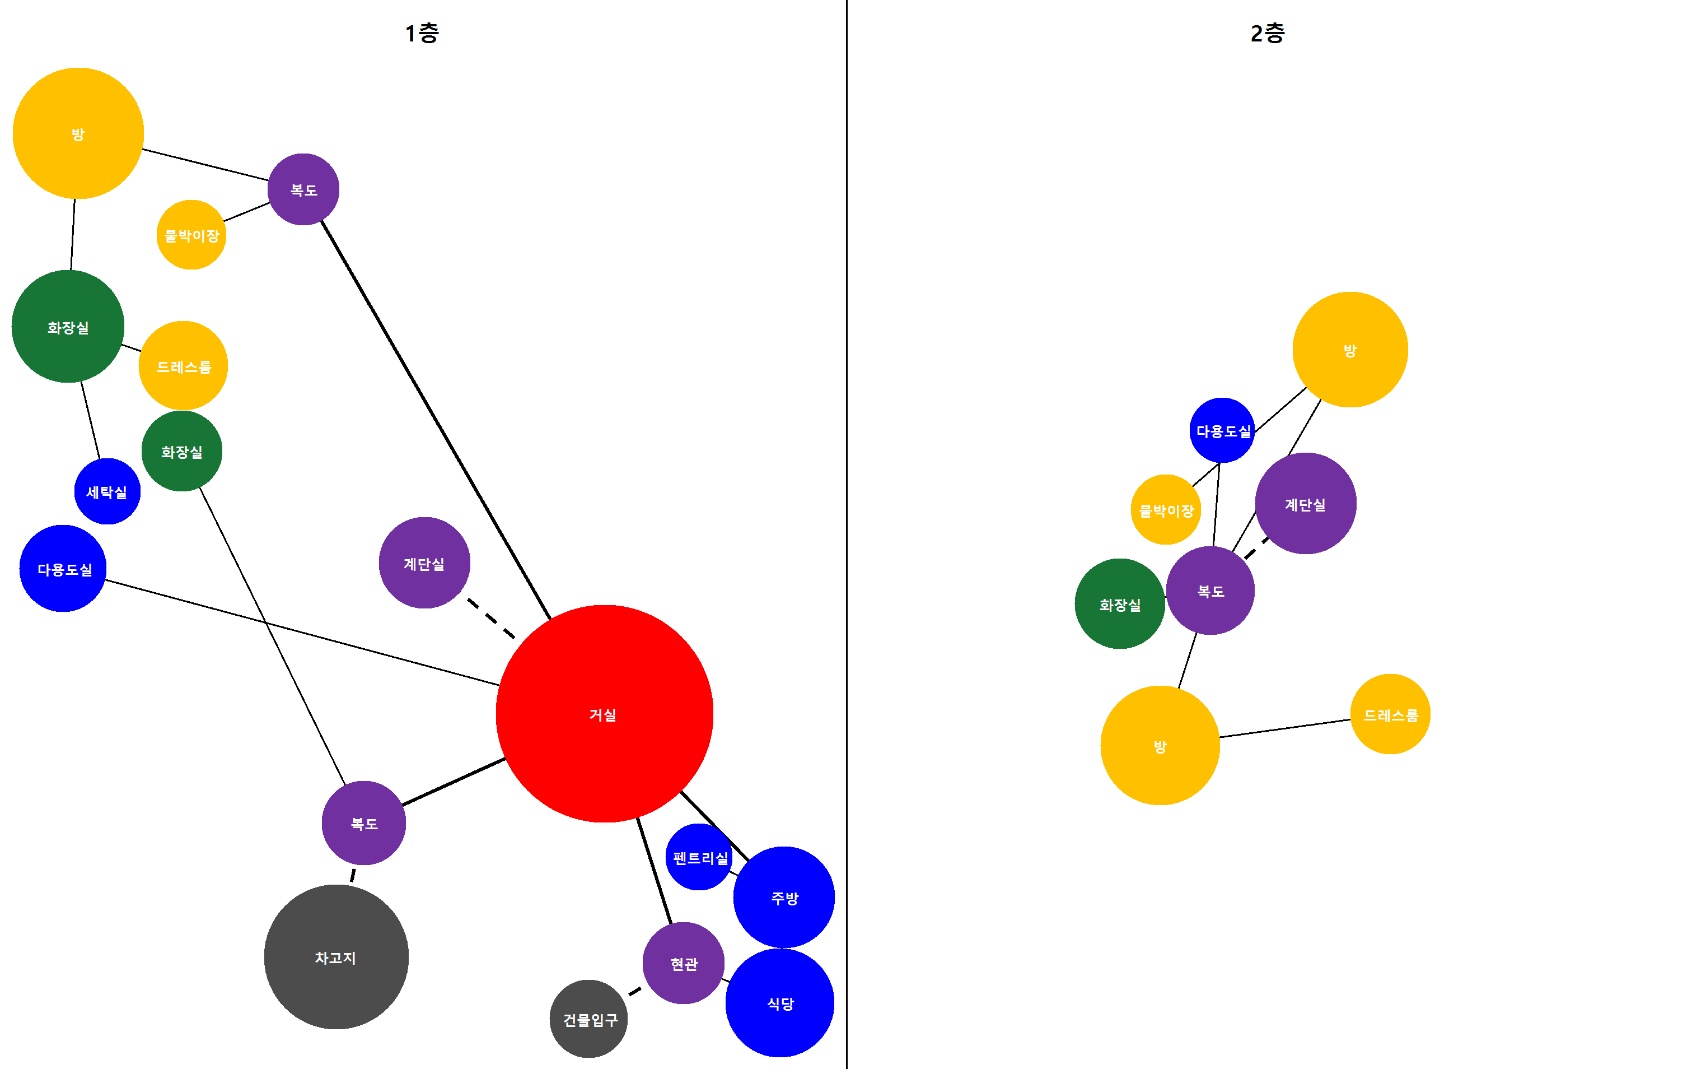 1층
방
복도
붙박이장
화장실
드레스룸
화장실
세탁실
다용도실
계단실
거실
복도
펜트리실
주방
차고지
현관
식당
건물입구
2층
방
다용도실
계단실
붙박이장
복도
화장실
드레스룸
방